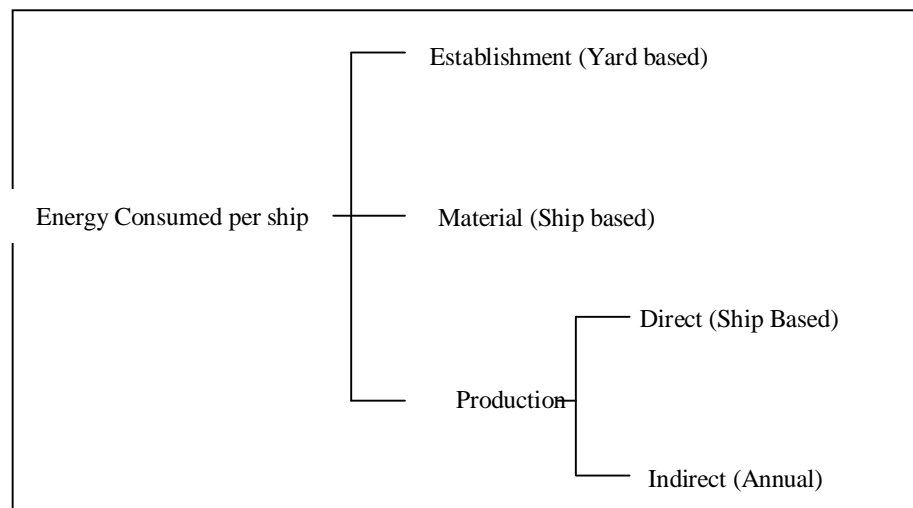 Establishment (Yard based)
Energy Consumed per ship
Material (Ship based)
Direct (Ship Based)
Production
Indirect (Annual)